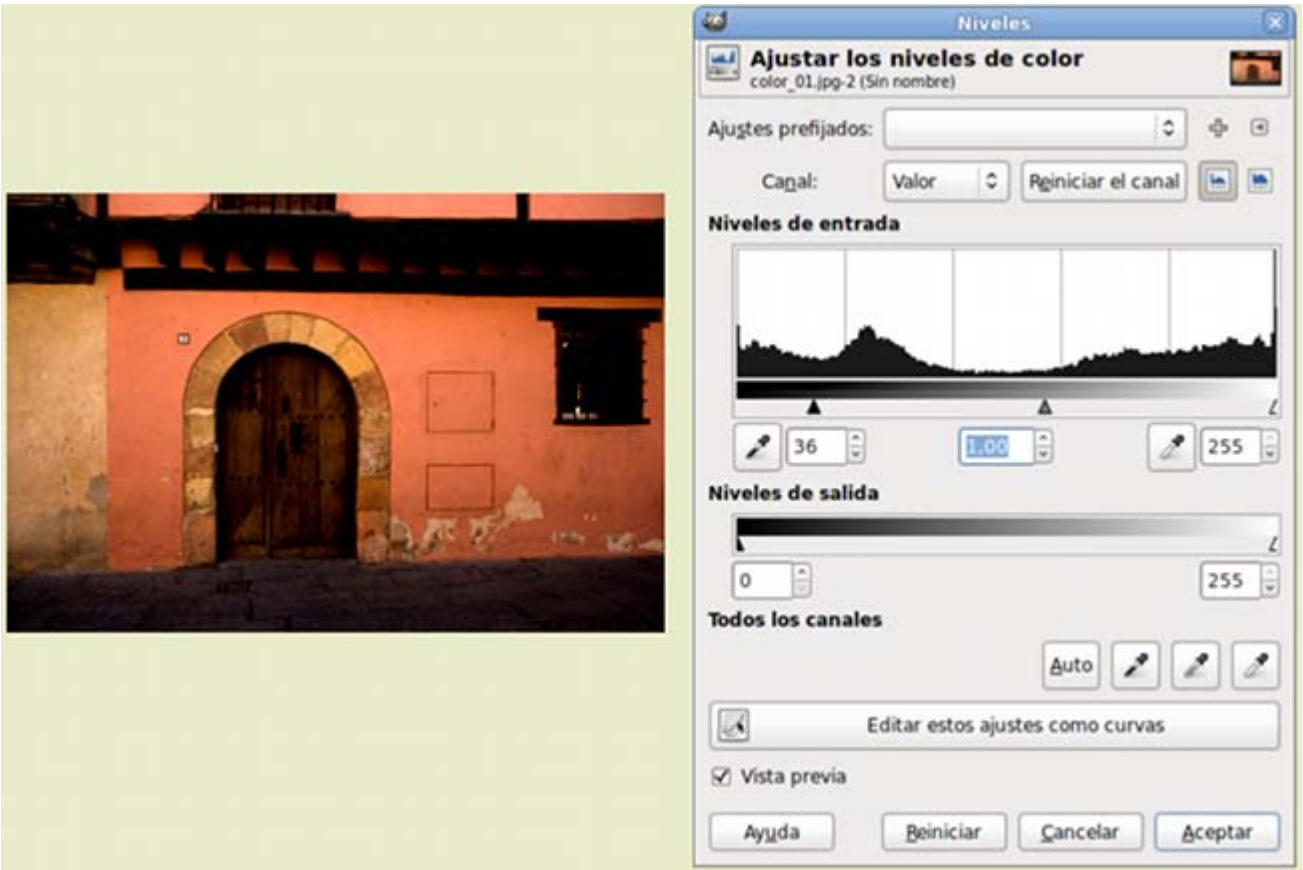 Niveles
Ajustar los niveles de color
color_01.jpg-2 (Sin nombre)
Ajustes prefijados:
Canal:
Valor
Reiniciar el canal
Niveles de entrada
36
1.00
255
Niveles de salida
0
255
Todos los canales
Auto
Editar estos ajustes como curvas
Vista previa
Ayuda
Reiniciar
Cancelar
Aceptar